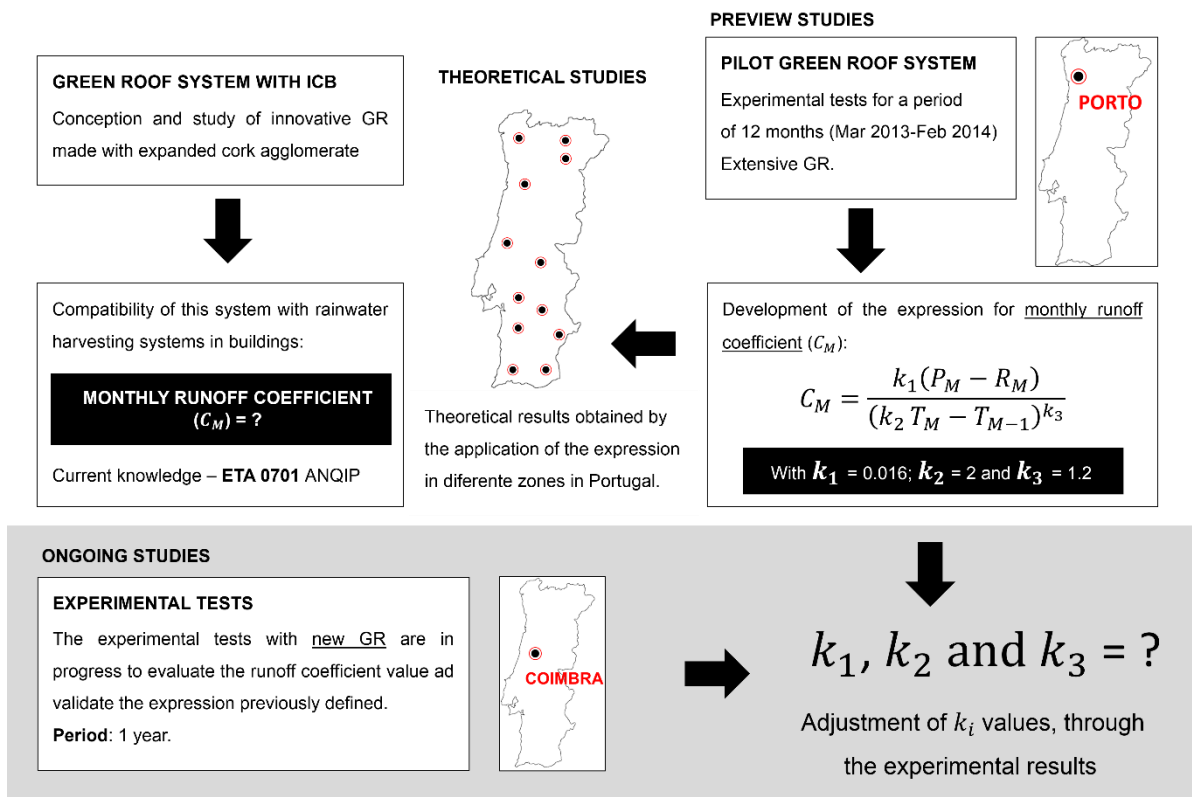 GREEN ROOF SYSTEM WITH ICB
Conception and study of innovative GR
made with expanded cork agglomerate
Compatibility of this system with rainwater
harvesting systems in buildings:
MONTHLY RUNOFF COEFFICIENT
(C_M) = ?
Current knowledge – ETA 0701 ANQIP
THEORETICAL STUDIES
Theoretical results obtained by
the application of the expression
in diferente zones in Portugal.
PREVIEW STUDIES
PILOT GREEN ROOF SYSTEM
Experimental tests for a period
of 12 months (Mar 2013-Feb 2014)
Extensive GR.
PORTO
Development of the expression for monthly runoff
coefficient (C_M):
C_M = k_1(P_M − R_M) / (k_2 T_M − T_{M−1})^{k_3}
With k_1 = 0.016; k_2 = 2 and k_3 = 1.2
ONGOING STUDIES
EXPERIMENTAL TESTS
The experimental tests with new GR are in
progress to evaluate the runoff coefficient value ad
validate the expression previously defined.
Period: 1 year.
COIMBRA
k_1, k_2 and k_3 = ?
Adjustment of k_i values, through
the experimental results